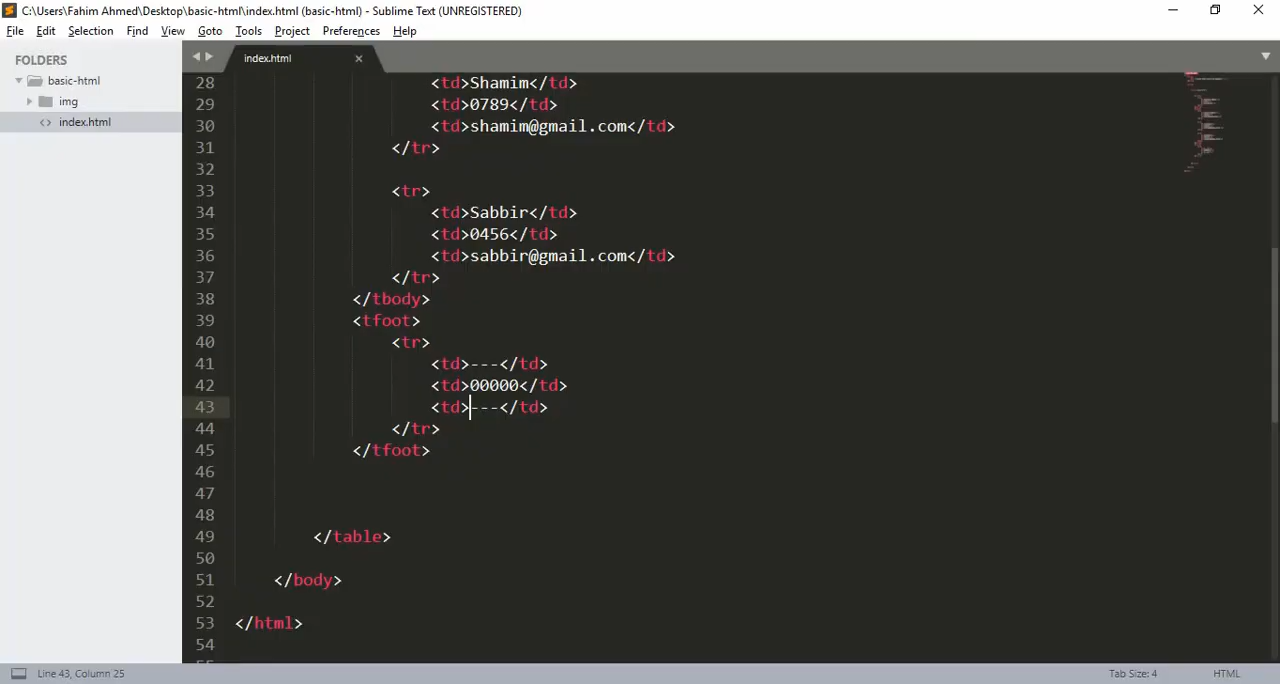 C:\Users\Fahim Ahmed\Desktop\basic-html\index.html (basic-html) - Sublime Text (UNREGISTERED)
File Edit Selection Find View Goto Tools Project Preferences Help
FOLDERS
basic-html
img
<> index.html
index.html ×
28 <td>Shamim</td>
29 <td>0789</td>
30 <td>shamim@gmail.com</td>
31 </tr>
32
33 <tr>
34 <td>Sabbir</td>
35 <td>0456</td>
36 <td>sabbir@gmail.com</td>
37 </tr>
38 </tbody>
39 <tfoot>
40 <tr>
41 <td>---</td>
42 <td>00000</td>
43 <td>---</td>
44 </tr>
45 </tfoot>
46
47
48
49 </table>
50
51 </body>
52
53 </html>
54
Line 43, Column 25
Tab Size: 4
HTML